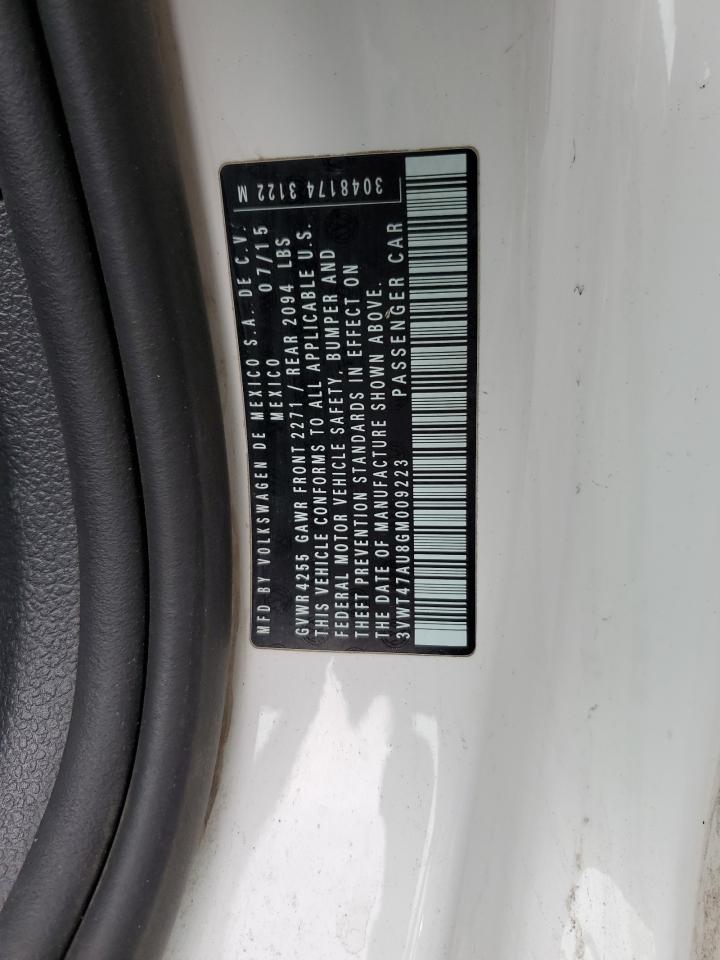 MFD BY VOLKSWAGEN DE MEXICO S.A. DE C.V.
MEXICO 07/15
GVWR 4255 GAWR FRONT 2271 / REAR 2094 LBS
THIS VEHICLE CONFORMS TO ALL APPLICABLE U.S.
FEDERAL MOTOR VEHICLE SAFETY, BUMPER AND
THEFT PREVENTION STANDARDS IN EFFECT ON
THE DATE OF MANUFACTURE SHOWN ABOVE.
3VWT47AU8GM009223 PASSENGER CAR
3048174 3122 M